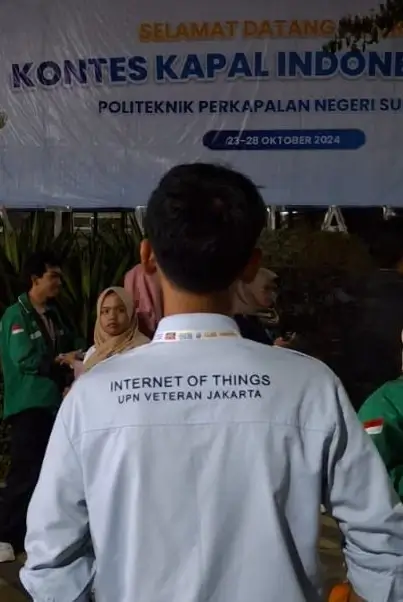 SELAMAT DATANG
KONTES KAPAL INDONE
POLITEKNIK PERKAPALAN NEGERI SU
23-28 OKTOBER 2024
INTERNET OF THINGS
UPN VETERAN JAKARTA